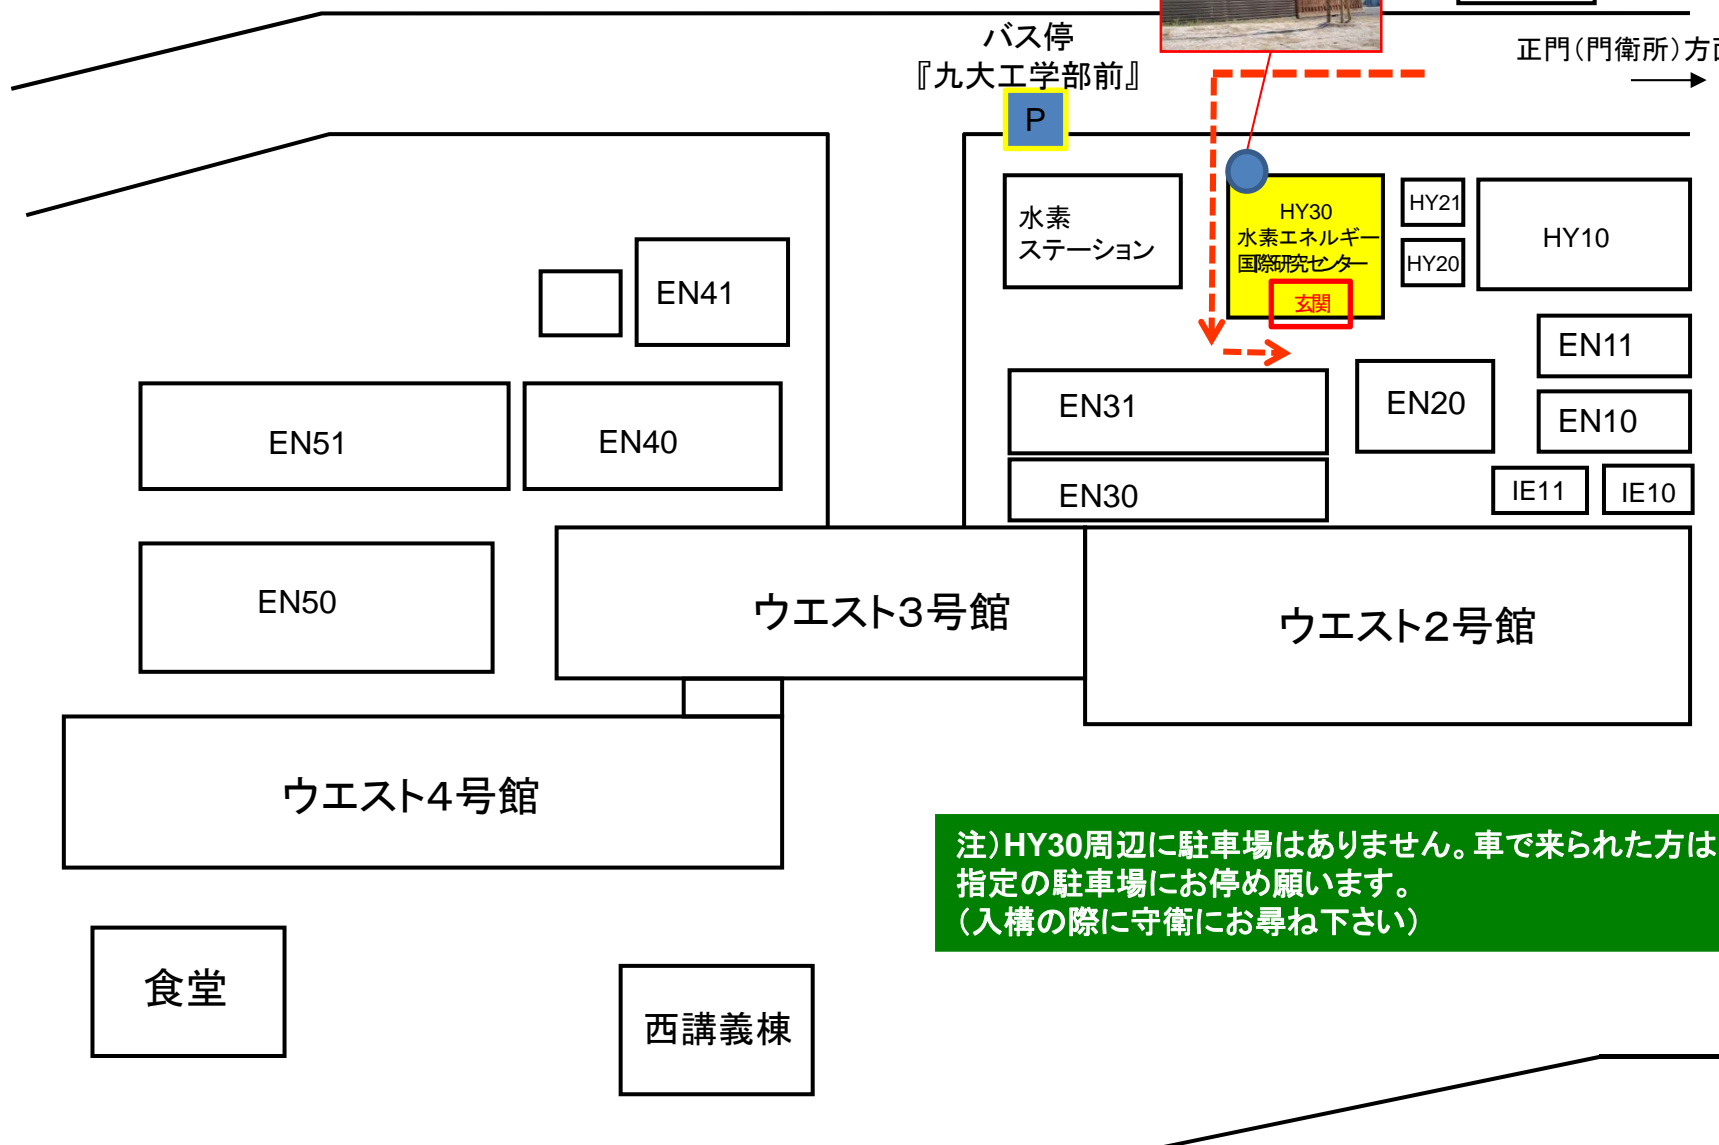 バス停
『九大工学部前』
正門(門衛所)方面
P
水素
ステーション
HY30
水素エネルギー
国際研究センター
玄関
HY21
HY20
HY10
EN41
EN11
EN31
EN20
EN10
EN51
EN40
EN30
IE11
IE10
EN50
ウエスト3号館
ウエスト2号館
ウエスト4号館
注)HY30周辺に駐車場はありません。車で来られた方は
指定の駐車場にお停め願います。
(入構の際に守衛にお尋ね下さい)
食堂
西講義棟